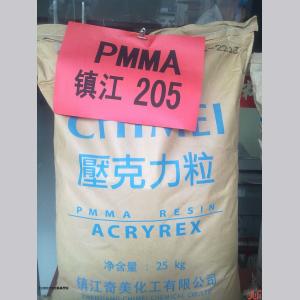 PMMA
镇江 205
CHIMEI
壓克力粒
PMMA RESIN
ACRYREX
净含量：25 kg
镇江奇美化工有限公司